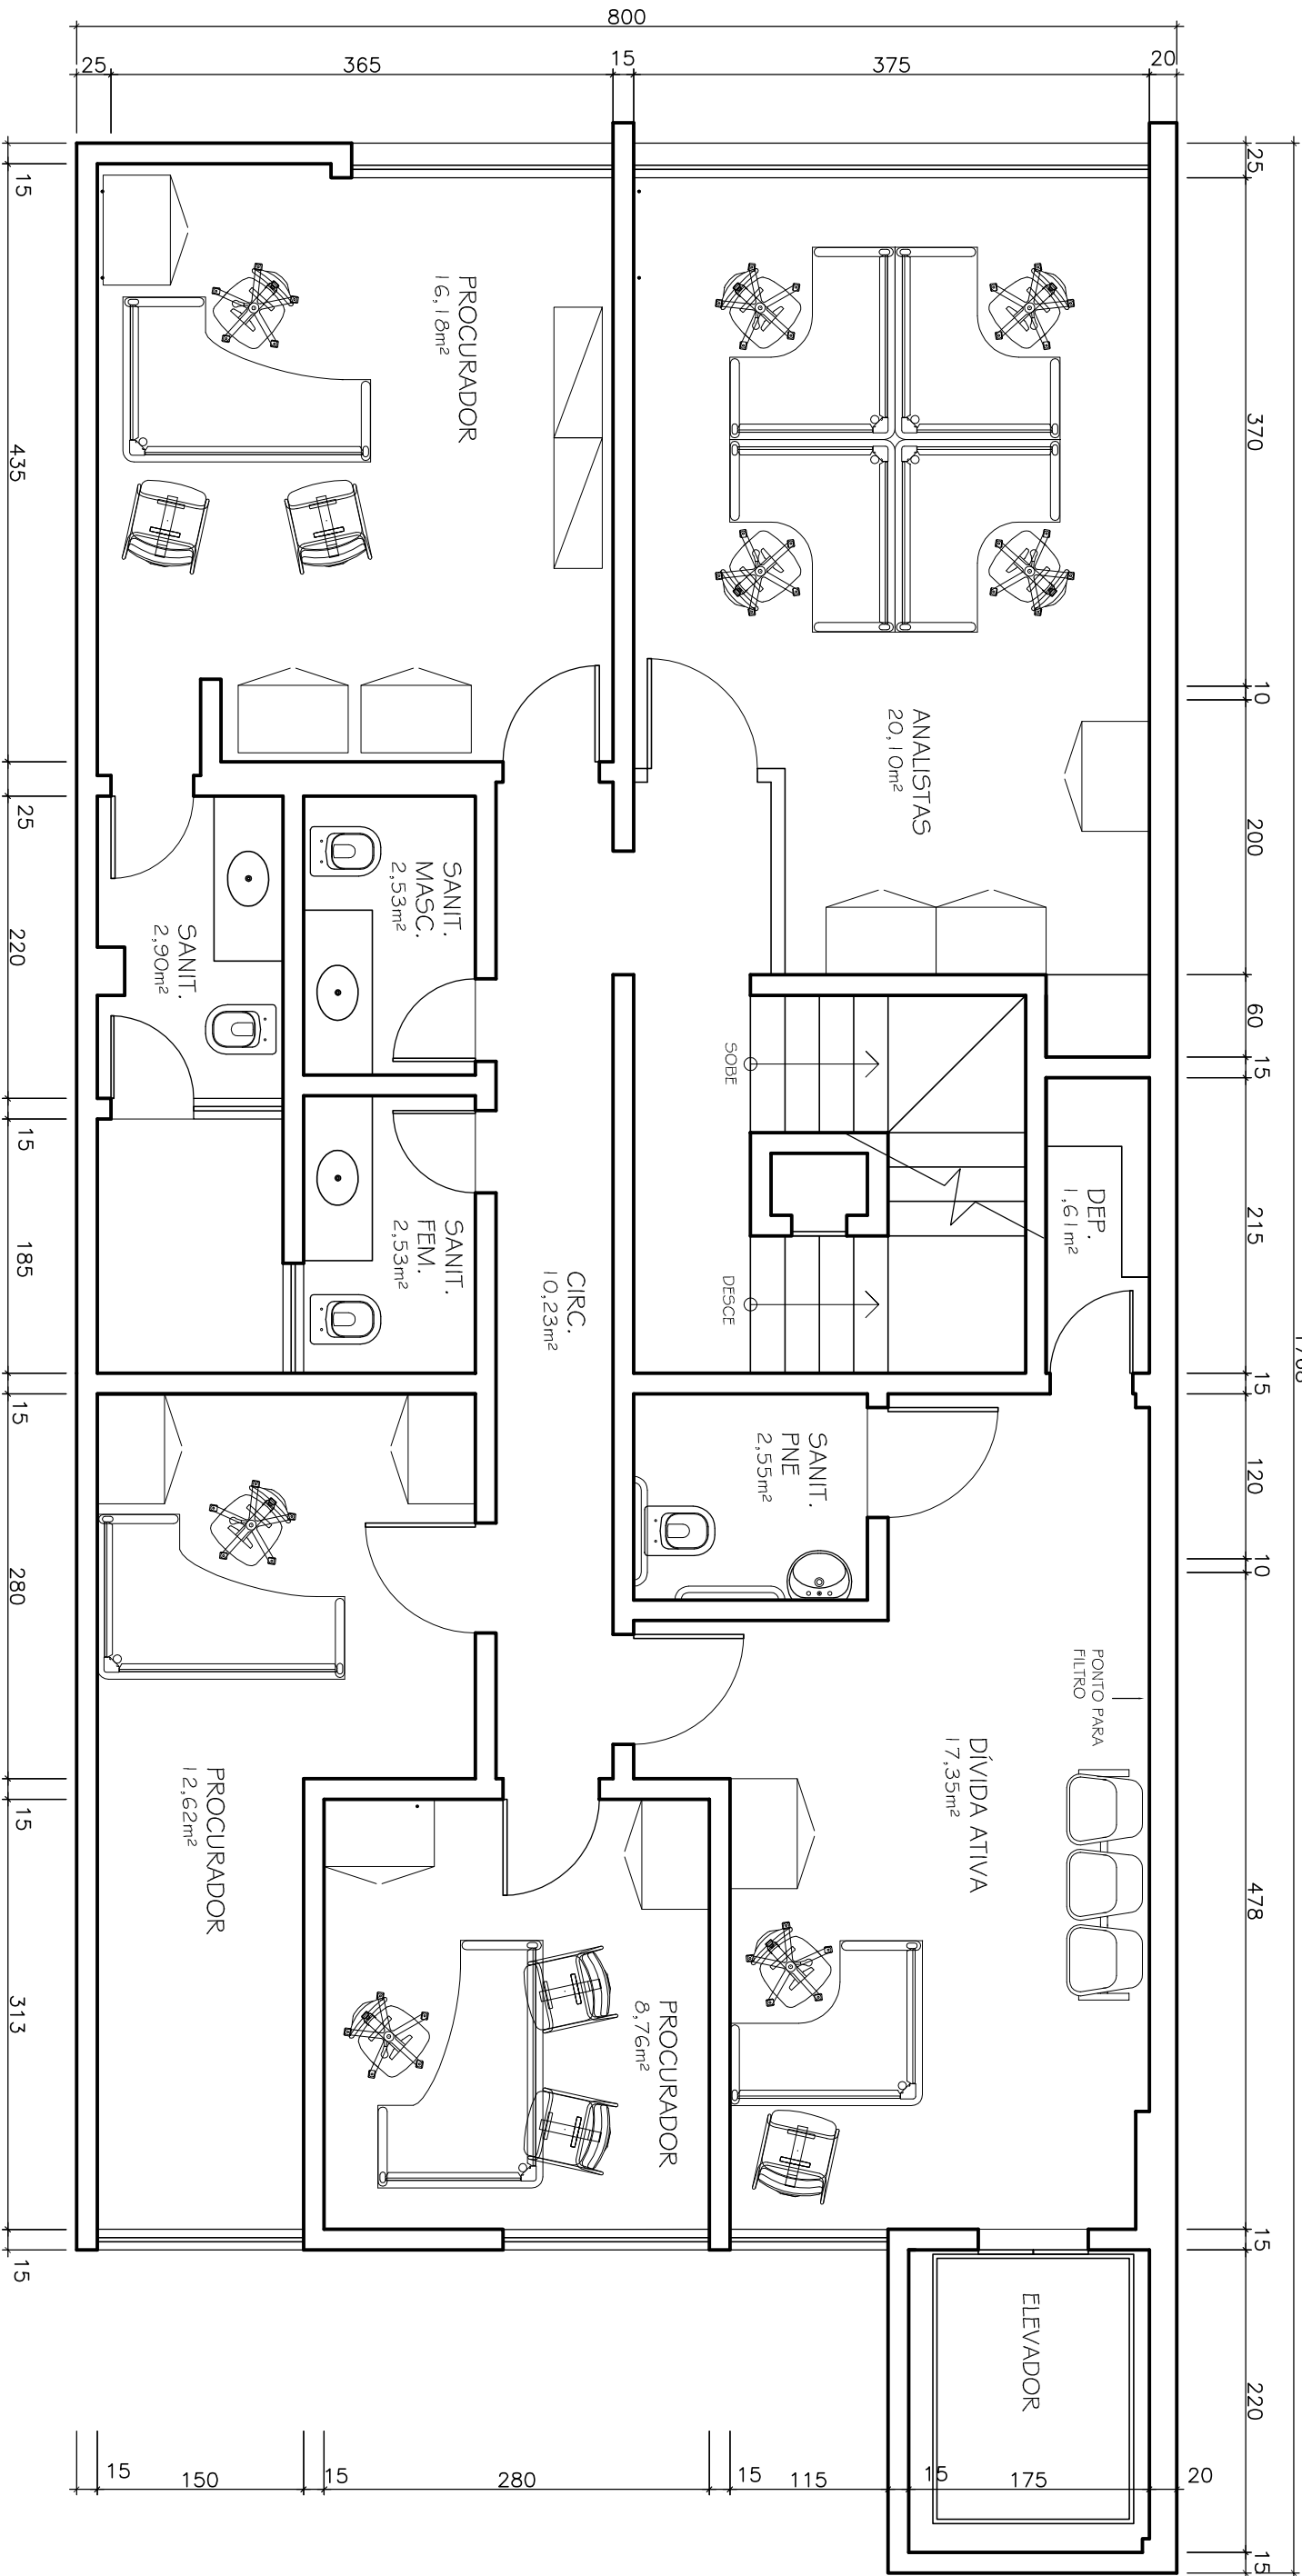 800
25
365
15
375
20
25
370
10
200
60
15
215
15
120
10
478
15
220
15
15
435
25
220
15
185
15
280
15
313
15
PROCURADOR
16,18m²
ANALISTAS
20,10m²
SANIT.
MASC.
2,53m²
SANIT.
2,90m²
SOBE
DESCE
DEP.
1,61m²
SANIT.
FEM.
2,53m²
CIRC.
10,23m²
SANIT.
PNE
2,55m²
PONTO PARA
FILTRO
DÍVIDA ATIVA
17,35m²
PROCURADOR
12,62m²
PROCURADOR
8,76m²
ELEVADOR
15
150
15
280
15
115
15
175
20